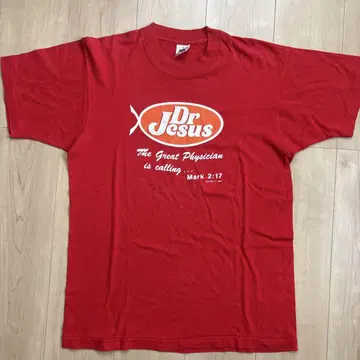 Dr
Jesus
The Great Physician
is calling...
Mark 2:17